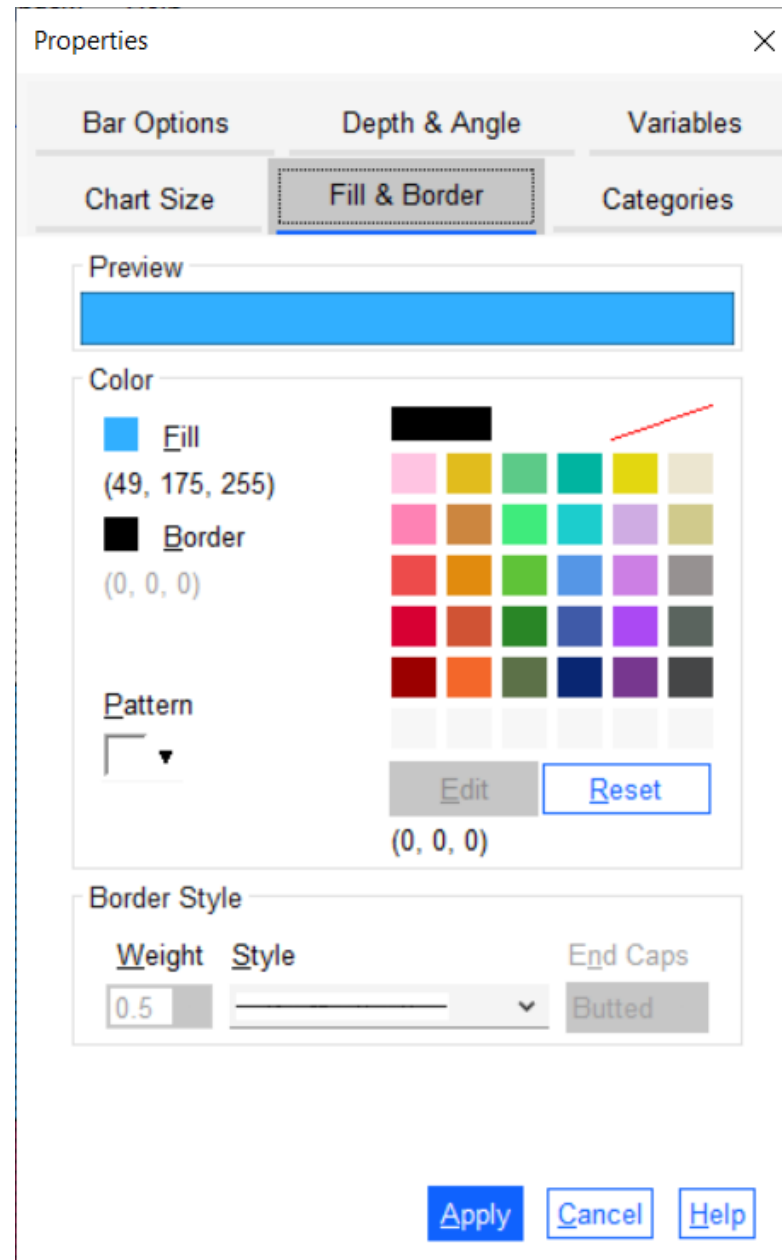 Properties
Bar Options Depth & Angle Variables
Chart Size Fill & Border Categories
Preview
Color
Fill
(49, 175, 255)
Border
(0, 0, 0)
Pattern
Edit Reset
(0, 0, 0)
Border Style
Weight Style End Caps
0.5 Butted
Apply Cancel Help